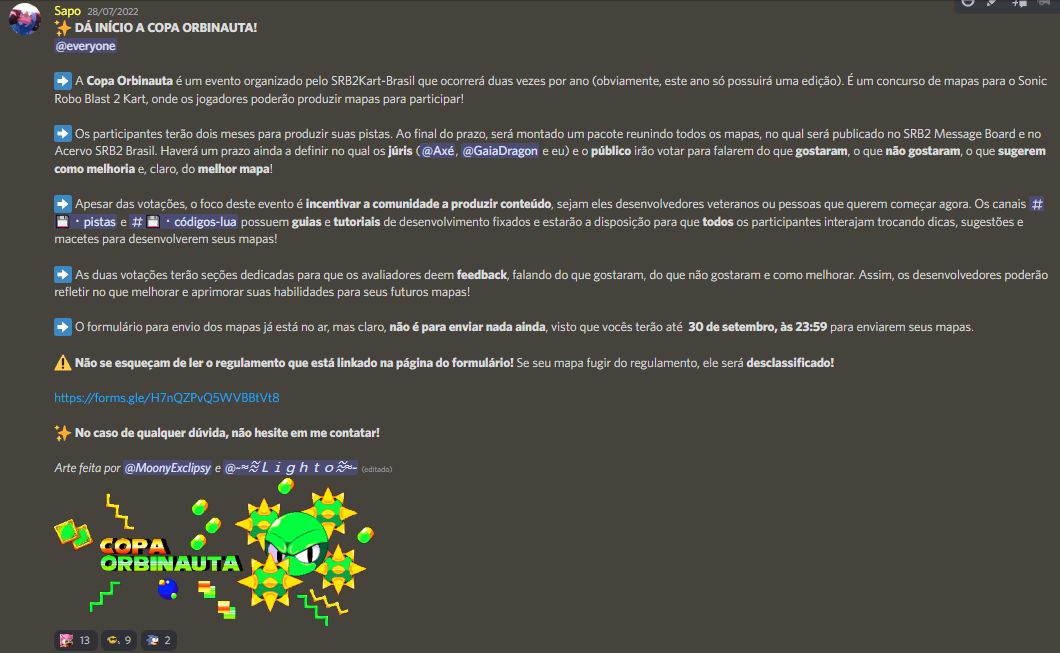 Sapo 28/07/2022
✨ DÁ INÍCIO A COPA ORBINAUTA!
@everyone
➡️ A Copa Orbinauta é um evento organizado pelo SRB2Kart-Brasil que ocorrerá duas vezes por ano (obviamente, este ano só possuirá uma edição). É um concurso de mapas para o Sonic
Robo Blast 2 Kart, onde os jogadores poderão produzir mapas para participar!
➡️ Os participantes terão dois meses para produzir suas pistas. Ao final do prazo, será montado um pacote reunindo todos os mapas, no qual será publicado no SRB2 Message Board e no
Acervo SRB2 Brasil. Haverá um prazo ainda a definir no qual os júris (@Axé, @GaiaDragon e eu) e o público irão votar para falarem do que gostaram, o que não gostaram, o que sugerem
como melhoria e, claro, do melhor mapa!
➡️ Apesar das votações, o foco deste evento é incentivar a comunidade a produzir conteúdo, sejam eles desenvolvedores veteranos ou pessoas que querem começar agora. Os canais #
💾・pistas e # 💾・códigos-lua possuem guias e tutoriais de desenvolvimento fixados e estarão a disposição para que todos os participantes interajam trocando dicas, sugestões e
macetes para desenvolverem seus mapas!
➡️ As duas votações terão seções dedicadas para que os avaliadores deem feedback, falando do que gostaram, do que não gostaram e como melhorar. Assim, os desenvolvedores poderão
refletir no que melhorar e aprimorar suas habilidades para seus futuros mapas!
➡️ O formulário para envio dos mapas já está no ar, mas claro, não é para enviar nada ainda, visto que vocês terão até 30 de setembro, às 23:59 para enviarem seus mapas.
⚠️ Não se esqueçam de ler o regulamento que está linkado na página do formulário! Se seu mapa fugir do regulamento, ele será desclassificado!
https://forms.gle/H7nQZPvQ5WVBBtVt8
✨ No caso de qualquer dúvida, não hesite em me contatar!
Arte feita por @MoonyExclipsy e @-≈≋L i g h t o≋≈- (editado)
COPA
ORBINAUTA
13 9 2